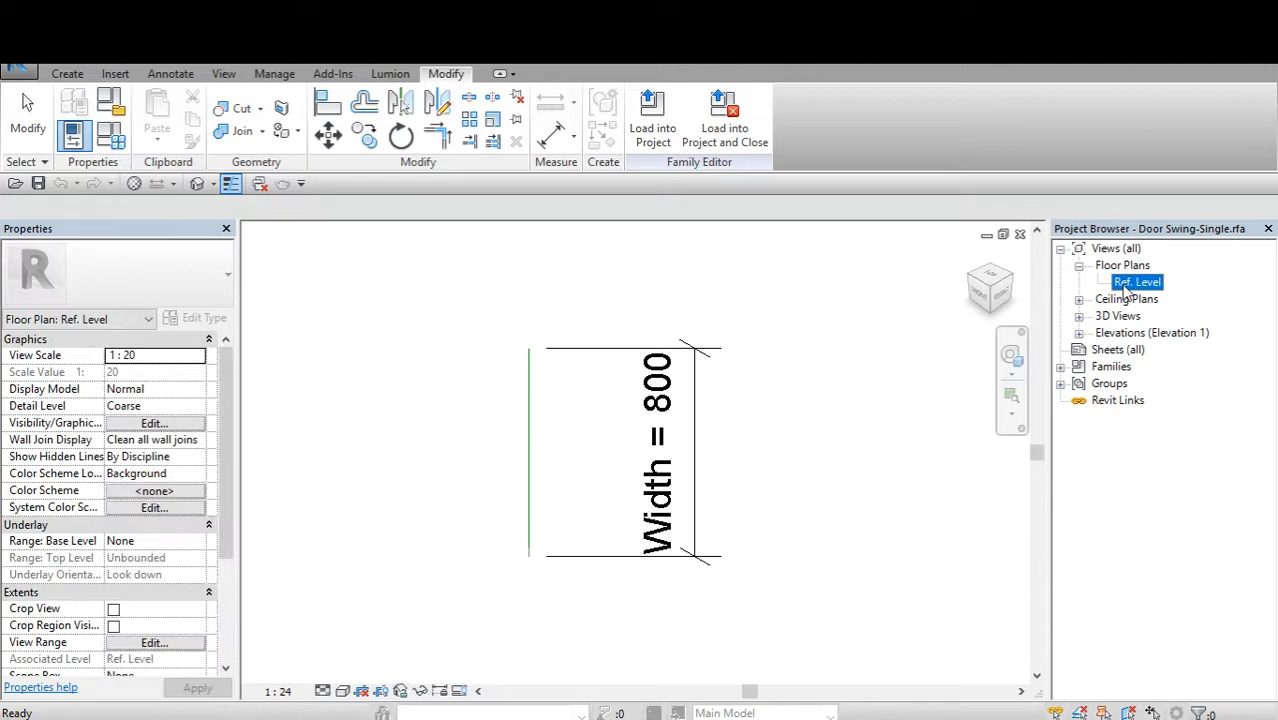 Create Insert Annotate View Manage Add-Ins Lumion Modify
Modify
Paste
Cut
Join
Load into
Project
Load into
Project and Close
Select Properties Clipboard Geometry Modify Measure Create Family Editor
Properties
R
Floor Plan: Ref. Level Edit Type
Graphics
View Scale 1 : 20
Scale Value 1: 20
Display Model Normal
Detail Level Coarse
Visibility/Graphic... Edit...
Wall Join Display Clean all wall joins
Show Hidden Lines By Discipline
Color Scheme Lo... Background
Color Scheme <none>
System Color Sc... Edit...
Underlay
Range: Base Level None
Range: Top Level Unbounded
Underlay Orienta... Look down
Extents
Crop View
Crop Region Visi...
View Range Edit...
Associated Level Ref. Level
Properties help Apply
Ready
Width = 800
1 : 24
:0
Main Model
:0
Project Browser - Door Swing-Single.rfa
Views (all)
Floor Plans
Ref. Level
Ceiling Plans
3D Views
Elevations (Elevation 1)
Sheets (all)
Families
Groups
Revit Links